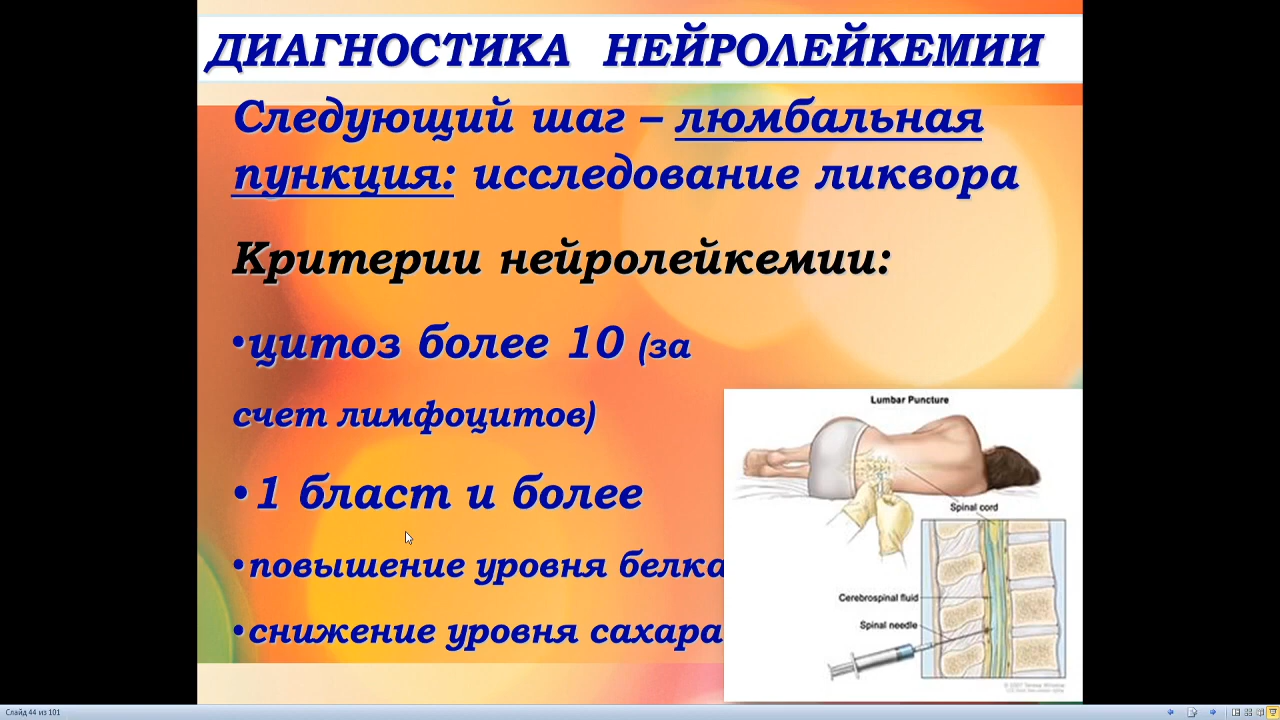 ДИАГНОСТИКА НЕЙРОЛЕЙКЕМИИ
Следующий шаг – люмбальная
пункция: исследование ликвора
Критерии нейролейкемии:
•цитоз более 10 (за
счет лимфоцитов)
•1 бласт и более
•повышение уровня белка
•снижение уровня сахара
Lumbar Puncture
Spinal cord
Cerebrospinal fluid
Spinal needle
Слайд 44 из 101